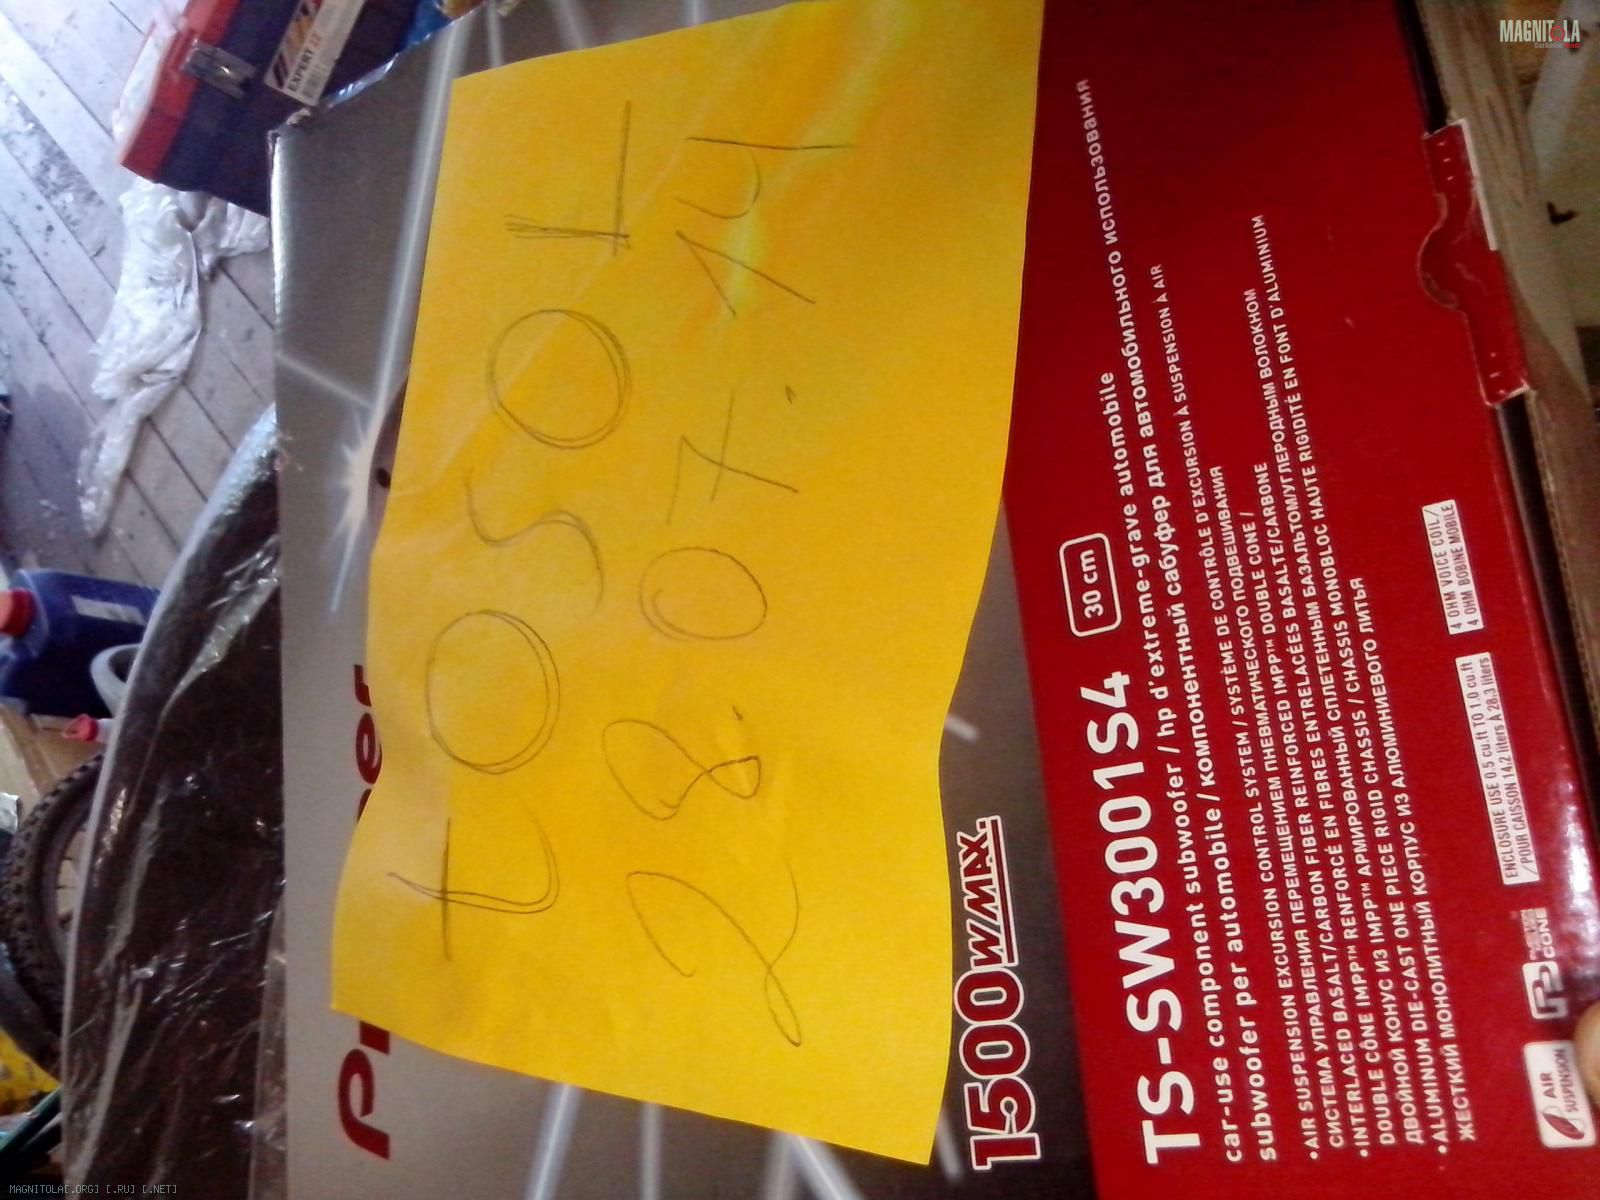 MAGNITOLA
CarAudioForum
EXPERT 12
tOSOt
28.07.14
1500W/MAX.
TS-SW3001S4
30 cm
car-use component subwoofer / hp d'extreme-grave automobile
subwoofer per automobile / компонентный сабуфер для автомобильного использования
•AIR SUSPENSION EXCURSION CONTROL SYSTEM / SYSTÈME DE CONTRÔLE D'EXCURSION À SUSPENSION À AIR
СИСТЕМА УПРАВЛЕНИЯ ПЕРЕМЕЩЕНИЕМ ПНЕВМАТИЧЕСКОГО ПОДВЕШИВАНИЯ
•INTERLACED BASALT/CARBON FIBER REINFORCED IMPP™ DOUBLE CONE /
DOUBLE CÔNE IMPP™ RENFORCÉ EN FIBRES ENTRELACÉES BASALTE/CARBONE
ДВОЙНОЙ КОНУС ИЗ IMPP™ АРМИРОВАННЫЙ СПЛЕТЕННЫМ БАЗАЛЬТОМ/УГЛЕРОДНЫМ ВОЛОКНОМ
•ALUMINUM DIE-CAST ONE PIECE RIGID CHASSIS / CHASSIS MONOBLOC HAUTE RIGIDITÉ EN FONT D'ALUMINIUM
ЖЕСТКИЙ МОНОЛИТНЫЙ КОРПУС ИЗ АЛЮМИНИЕВОГО ЛИТЬЯ
ENCLOSURE USE 0.5 cu.ft TO 1.0 cu.ft
/POUR CAISSON 14.2 liters À 28.3 liters
4 OHM VOICE COIL/
4 OHM BOBINE MOBILE
AIR
SUSPENSION
CONE
MAGNITOLA[.ORG] [.RU] [.NET]